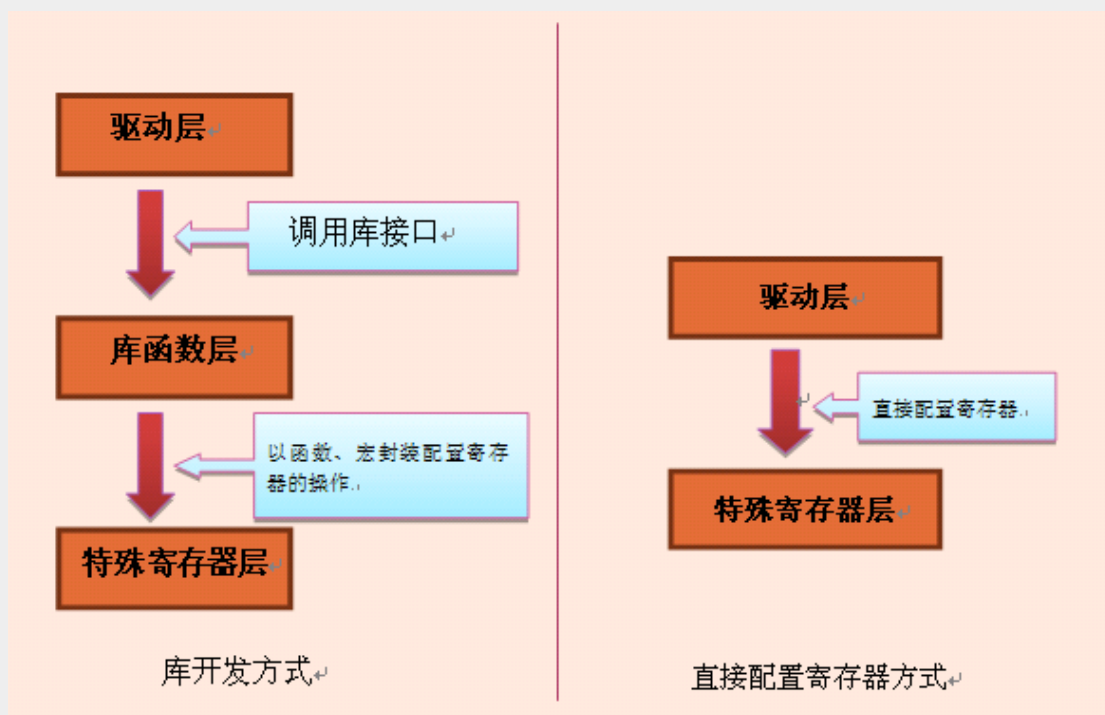 驱动层
调用库接口
库函数层
以函数、宏封装配置寄存
器的操作.
特殊寄存器层
库开发方式
驱动层
直接配置寄存器.
特殊寄存器层
直接配置寄存器方式